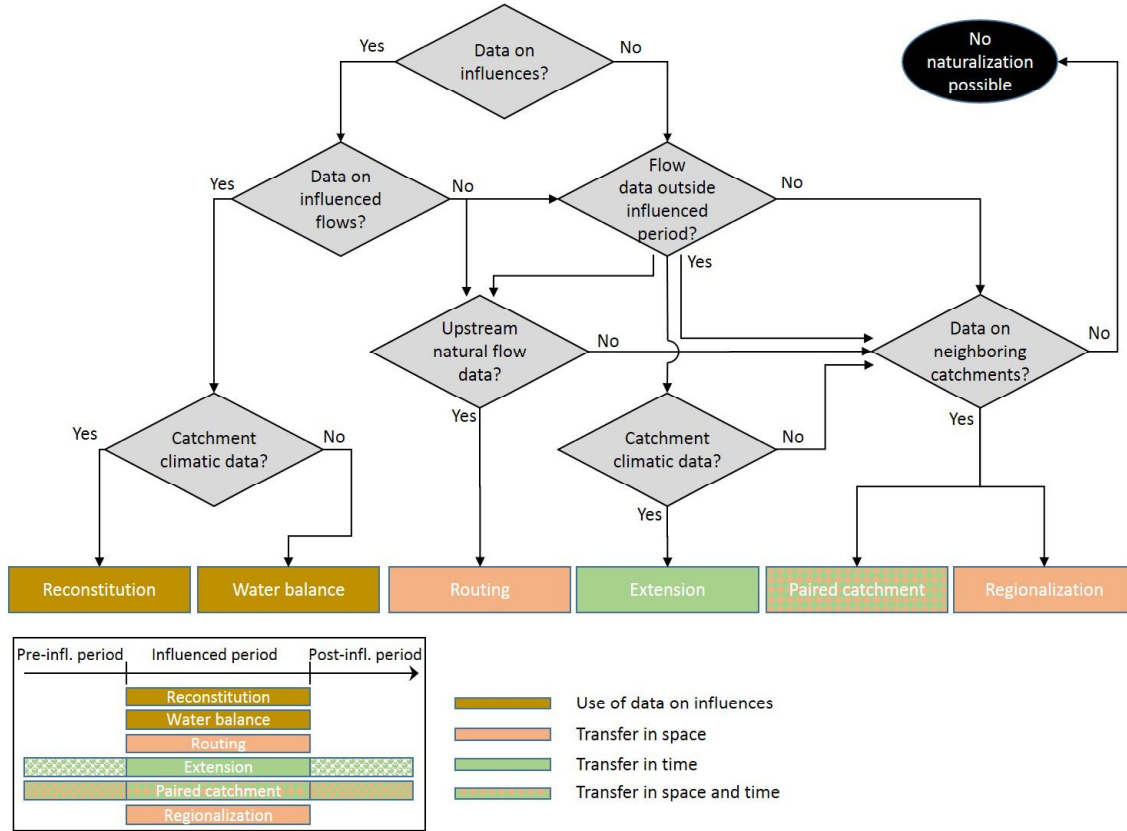 Yes
Data on
influences?
No
No
naturalization
possible
Yes
Data on
influenced
flows?
No
Flow
data outside
influenced
period?
No
Yes
Upstream
natural flow
data?
No
Yes
Data on
neighboring
catchments?
No
Yes
Yes
Catchment
climatic data?
No
Catchment
climatic data?
No
Yes
Reconstitution
Water balance
Routing
Extension
Paired catchment
Regionalization
Pre-infl. period
Influenced period
Post-infl. period
Reconstitution
Water balance
Routing
Extension
Paired catchment
Regionalization
Use of data on influences
Transfer in space
Transfer in time
Transfer in space and time